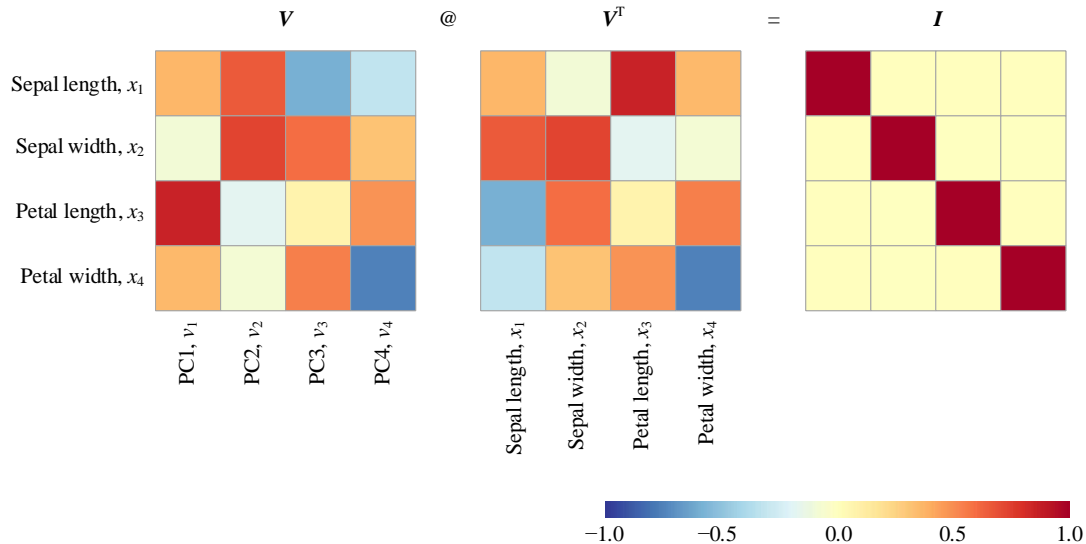 V @ Vᵀ = I
Sepal length, x₁
Sepal width, x₂
Petal length, x₃
Petal width, x₄
PC1, v₁
PC2, v₂
PC3, v₃
PC4, v₄
Sepal length, x₁
Sepal width, x₂
Petal length, x₃
Petal width, x₄
−1.0 −0.5 0.0 0.5 1.0